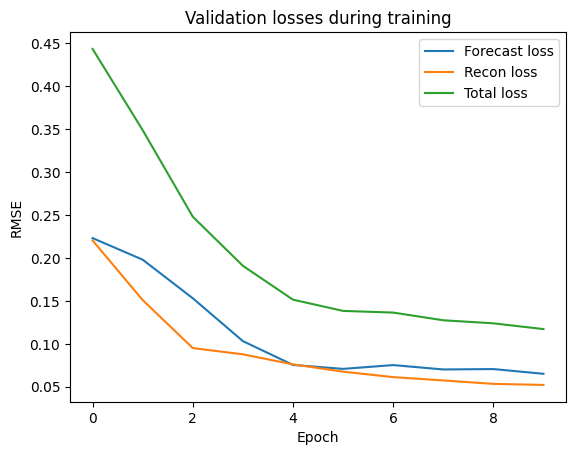 Validation losses during training
0.45
0.40
0.35
0.30
0.25
0.20
0.15
0.10
0.05
RMSE
Forecast loss
Recon loss
Total loss
0 2 4 6 8
Epoch